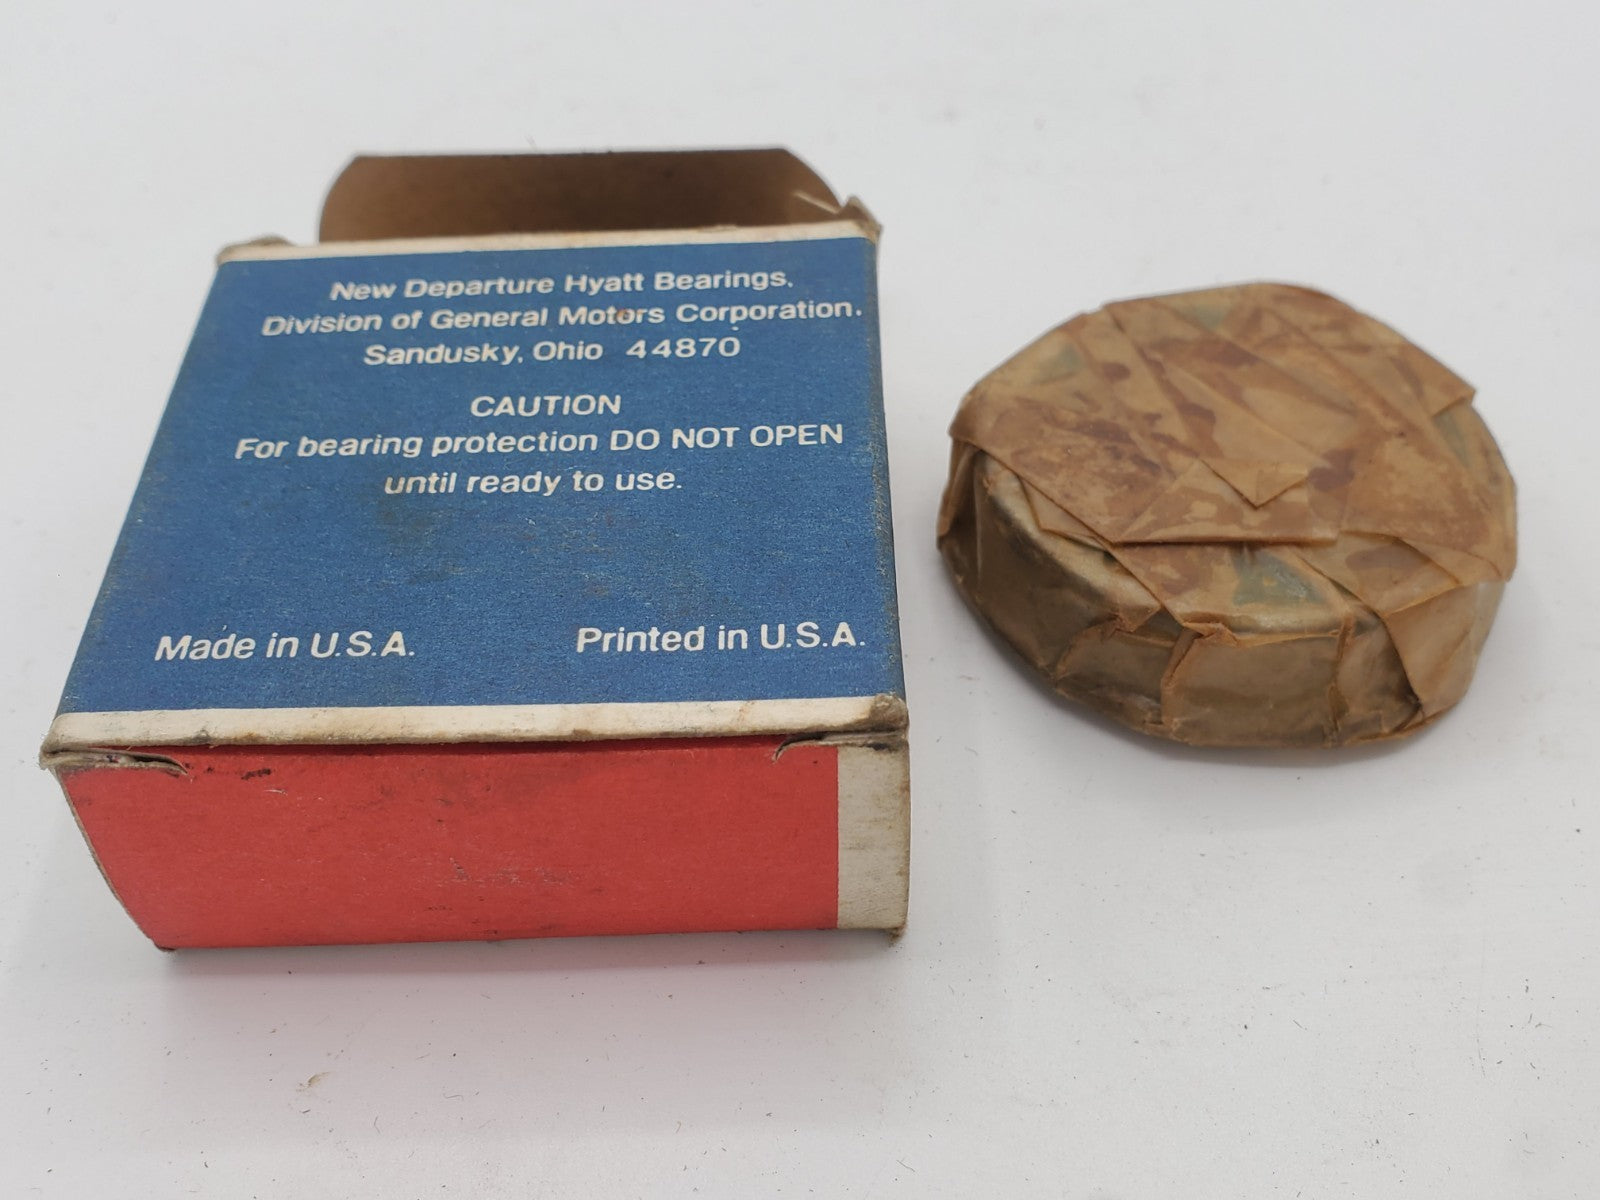 New Departure Hyatt Bearings,
Division of General Motors Corporation.
Sandusky, Ohio 44870
CAUTION
For bearing protection DO NOT OPEN
until ready to use.
Made in U.S.A. Printed in U.S.A.